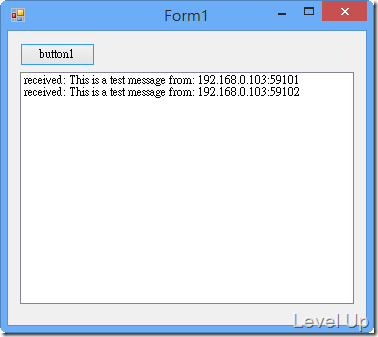 Form1
button1
received: This is a test message from: 192.168.0.103:59101
received: This is a test message from: 192.168.0.103:59102
Level Up